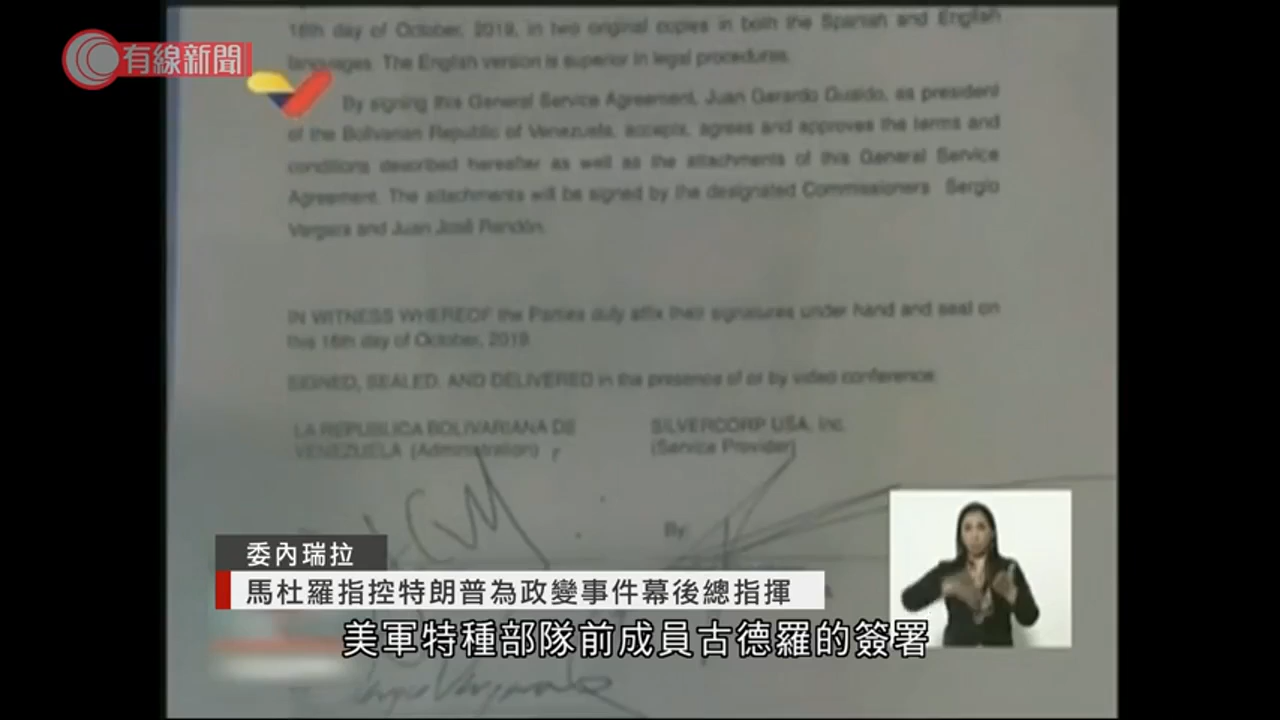 有線新聞
16th day of October, 2019, in two original copies in both the Spanish and English
languages. The English version is superior in legal procedures.
By signing this General Service Agreement, Juan Gerardo Guaido, as president
of the Bolivarian Republic of Venezuela, accepts, agrees and approves the terms and
conditions described hereafter as well as the attachments of this General Service
Agreement. The attachments will be signed by the designated Commissioners Sergio
Vergara and Juan José Rendón.
IN WITNESS WHEREOF the Parties duly affix their signatures under hand and seal on
this 16th day of October, 2019
SIGNED, SEALED, AND DELIVERED in the presence of or by video conference
LA REPUBLICA BOLIVARIANA DE
VENEZUELA (Administration)
SILVERCORP USA, Inc.
(Service Provider)
By:
委內瑞拉
馬杜羅指控特朗普為政變事件幕後總指揮
美軍特種部隊前成員古德羅的簽署